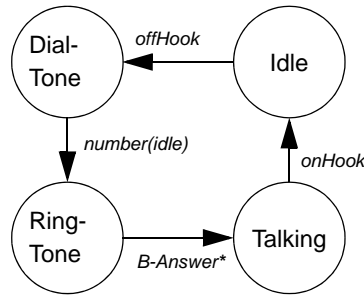 Dial-
Tone
offHook
Idle
number(idle)
onHook
Ring-
Tone
B-Answer*
Talking